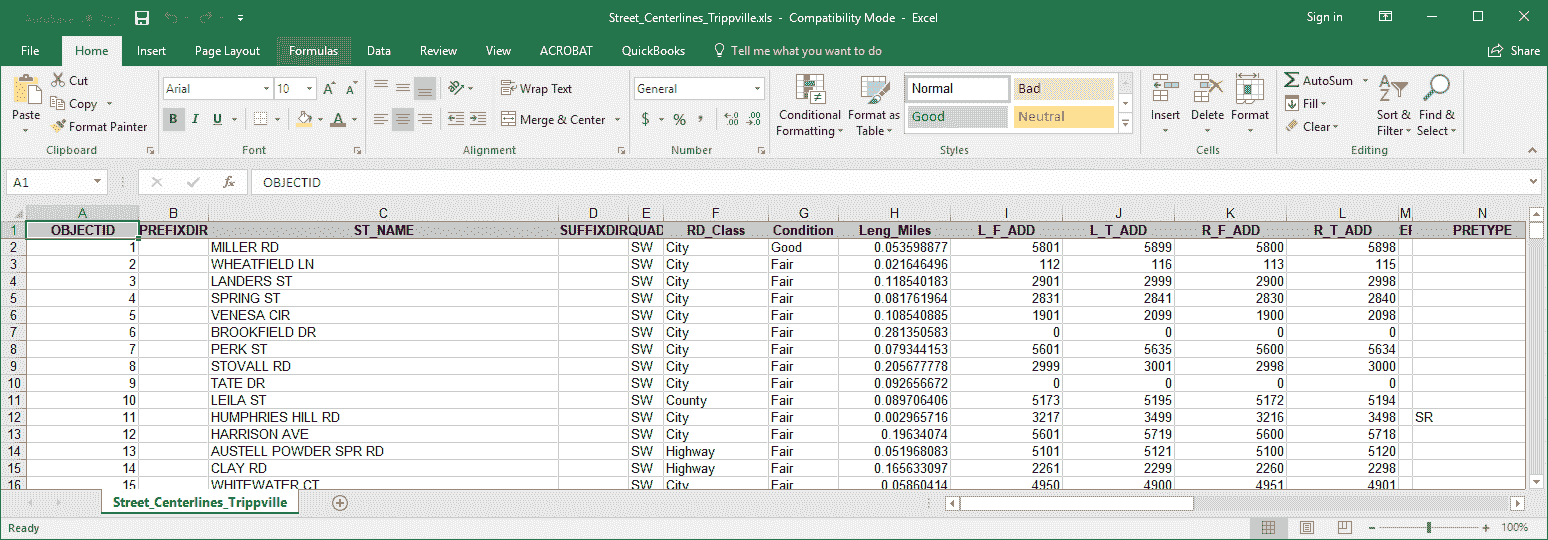 Street_Centerlines_Trippville.xls - Compatibility Mode - Excel
Sign in
File Home Insert Page Layout Formulas Data Review View ACROBAT QuickBooks Tell me what you want to do Share
Paste
Cut
Copy
Format Painter
Clipboard
Arial 10 A A
B I U A
Font
Wrap Text
Merge & Center
Alignment
General
$ % ,
Number
Conditional Formatting
Format as Table
Normal Bad
Good Neutral
Styles
Insert Delete Format
Cells
AutoSum
Fill
Clear
Sort & Filter
Find & Select
Editing
A1 fx OBJECTID
A B C D E F G H I J K L M N
1 OBJECTID PREFIXDIR ST_NAME SUFFIXDIR QUAD RD_Class Condition Leng_Miles L_F_ADD L_T_ADD R_F_ADD R_T_ADD PRETYPE
2 1 MILLER RD SW City Good 0.053598877 5801 5899 5800 5898
3 2 WHEATFIELD LN SW City Fair 0.021646496 112 116 113 115
4 3 LANDERS ST SW City Fair 0.118540183 2901 2999 2900 2998
5 4 SPRING ST SW City Fair 0.081761964 2831 2841 2830 2840
6 5 VENESA CIR SW City Fair 0.108540885 1901 2099 1900 2098
7 6 BROOKFIELD DR SW City Fair 0.281350583 0 0 0 0
8 7 PERK ST SW City Fair 0.079344153 5601 5635 5600 5634
9 8 STOVALL RD SW City Fair 0.205677778 2999 3001 2998 3000
10 9 TATE DR SW City Fair 0.092656672 0 0 0 0
11 10 LEILA ST SW County Fair 0.089706406 5173 5195 5172 5194
12 11 HUMPHRIES HILL RD SW City Fair 0.002965716 3217 3499 3216 3498 SR
13 12 HARRISON AVE SW City Fair 0.19634074 5601 5719 5600 5718
14 13 AUSTELL POWDER SPR RD SW Highway Fair 0.051968083 5101 5121 5100 5120
15 14 CLAY RD SW Highway Fair 0.165633097 2261 2299 2260 2298
16 15 WHITEWATER CT SW City Fair 0.05860414 4950 4900 4951 4901
Street_Centerlines_Trippville
Ready 100%